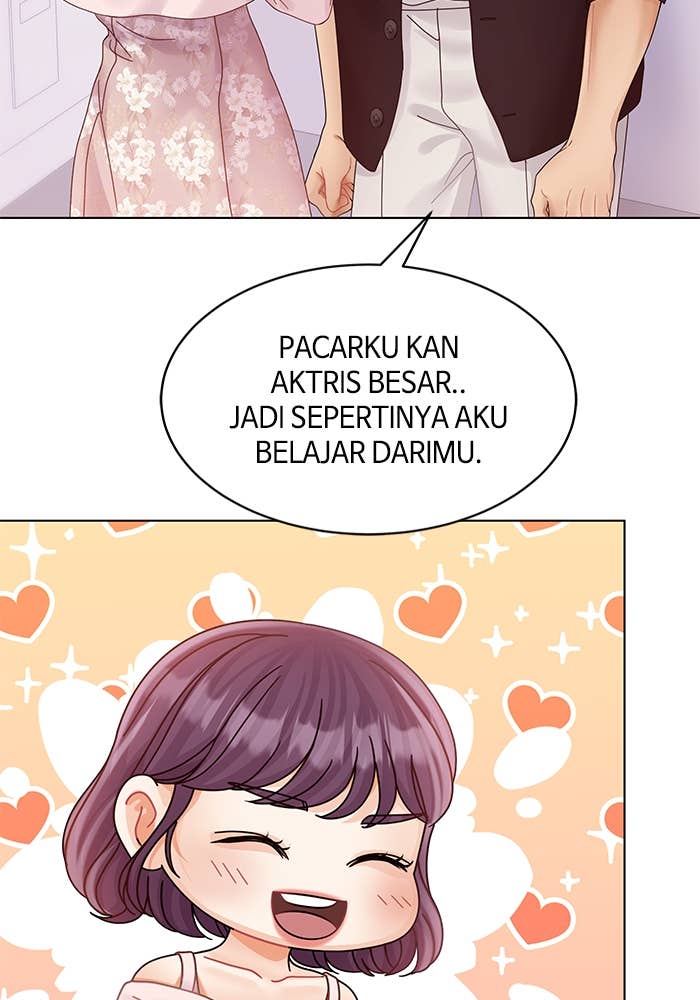 PACARKU KAN
AKTRIS BESAR..
JADI SEPERTINYA AKU
BELAJAR DARIMU.